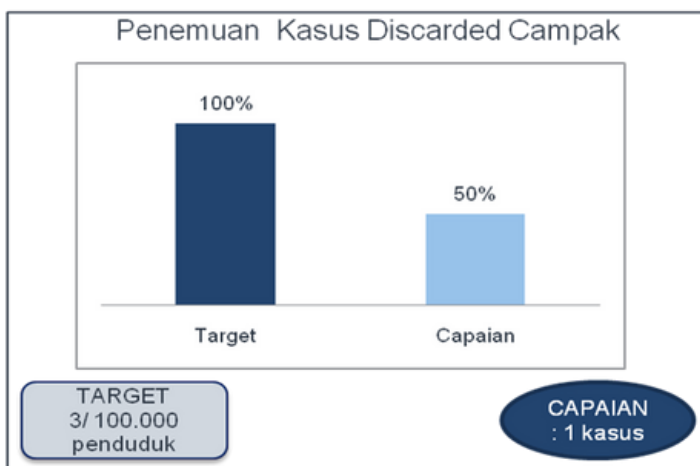 Penemuan Kasus Discarded Campak
100%
50%
Target
Capaian
TARGET
3/ 100.000
penduduk
CAPAIAN
: 1 kasus